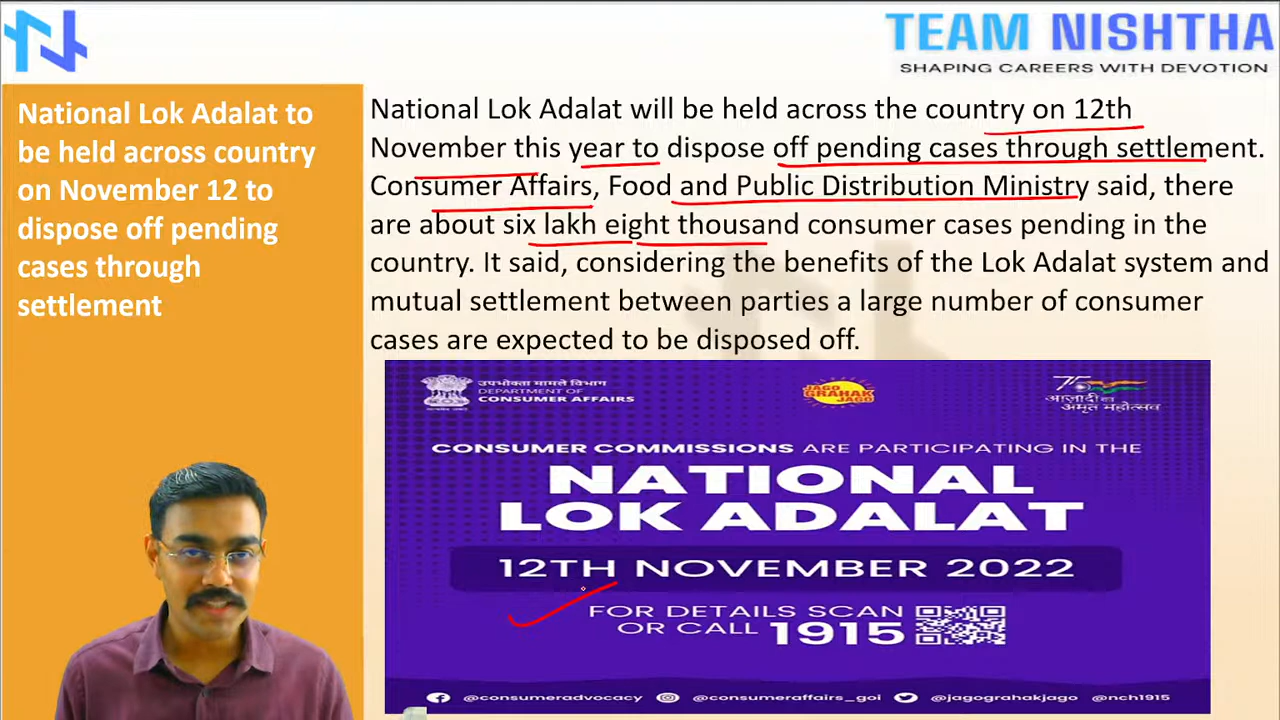 TEAM NISHTHA
SHAPING CAREERS WITH DEVOTION
National Lok Adalat to
be held across country
on November 12 to
dispose off pending
cases through
settlement
National Lok Adalat will be held across the country on 12th
November this year to dispose off pending cases through settlement.
Consumer Affairs, Food and Public Distribution Ministry said, there
are about six lakh eight thousand consumer cases pending in the
country. It said, considering the benefits of the Lok Adalat system and
mutual settlement between parties a large number of consumer
cases are expected to be disposed off.
उपभोक्ता मामले विभाग
DEPARTMENT OF
CONSUMER AFFAIRS
JAGO
GRAHAK
JAGO
75
आज़ादी का
अमृत महोत्सव
CONSUMER COMMISSIONS ARE PARTICIPATING IN THE
NATIONAL
LOK ADALAT
12TH NOVEMBER 2022
FOR DETAILS SCAN
OR CALL 1915
@consumeradvocacy @consumeraffairs_goi @jagograhakjago @nch1915